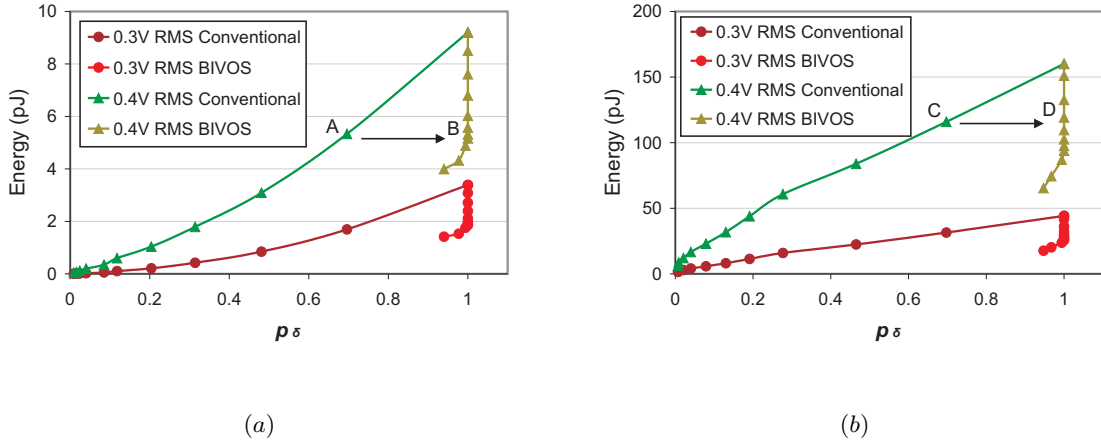 10
8
6
4
2
0
Energy (pJ)
0.3V RMS Conventional
0.3V RMS BIVOS
0.4V RMS Conventional
0.4V RMS BIVOS
A
B
0 0.2 0.4 0.6 0.8 1
p δ
(a)
200
150
100
50
0
Energy (pJ)
0.3V RMS Conventional
0.3V RMS BIVOS
0.4V RMS Conventional
0.4V RMS BIVOS
C
D
0 0.2 0.4 0.6 0.8 1
p δ
(b)